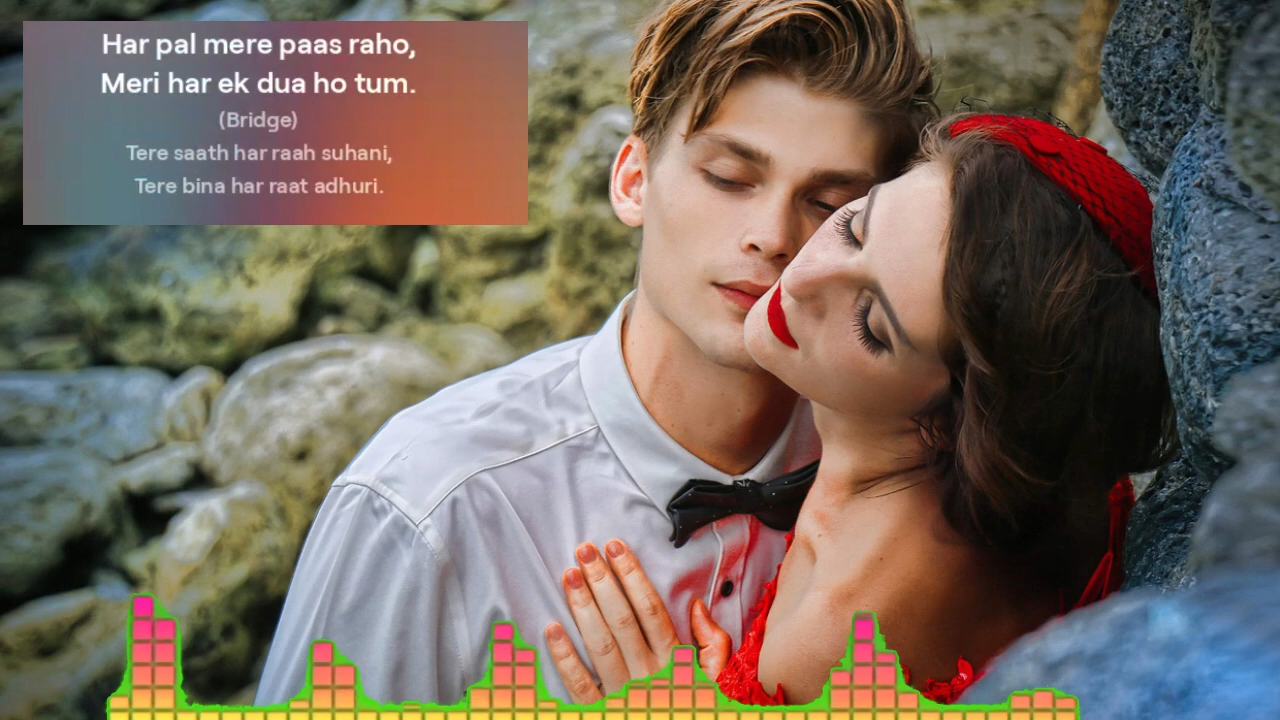 Har pal mere paas raho,
Meri har ek dua ho tum.
(Bridge)
Tere saath har raah suhani,
Tere bina har raat adhuri.